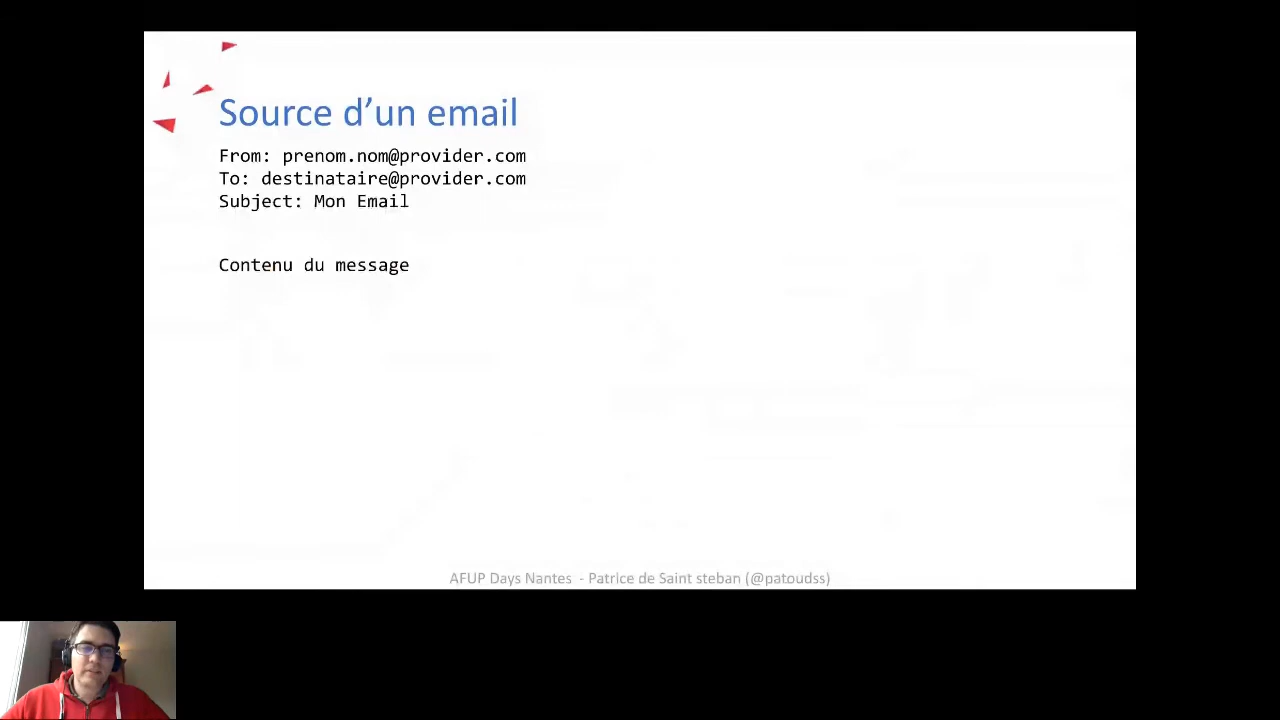 Source d’un email
From: prenom.nom@provider.com
To: destinataire@provider.com
Subject: Mon Email
Contenu du message
AFUP Days Nantes - Patrice de Saint steban (@patoudss)